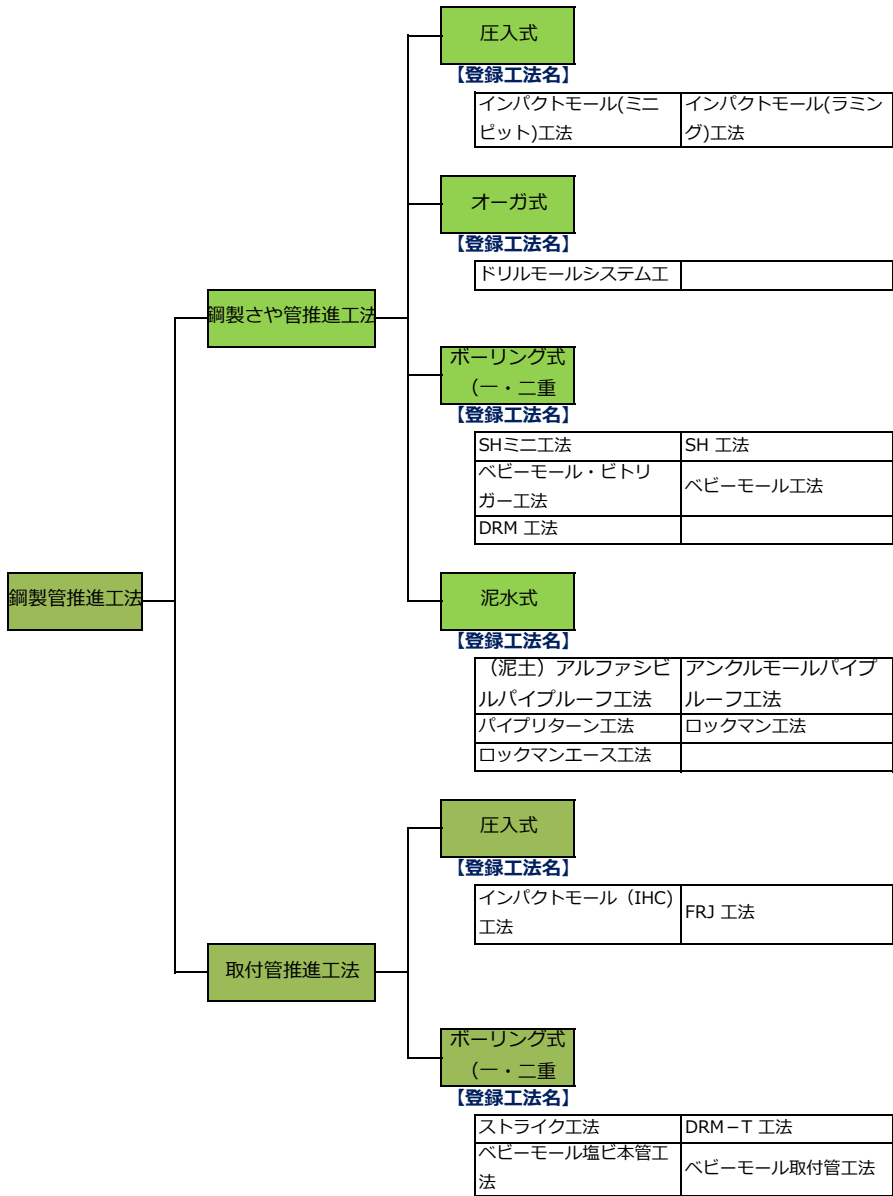 圧入式
【登録工法名】
インパクトモール(ミニ
ピット)工法
インパクトモール(ラミン
グ)工法
オーガ式
【登録工法名】
ドリルモールシステム工
鋼製さや管推進工法
ボーリング式
（一・二重
【登録工法名】
SHミニ工法
SH 工法
ベビーモール・ビトリ
ガー工法
ベビーモール工法
DRM 工法
鋼製管推進工法
泥水式
【登録工法名】
（泥土）アルファシビ
ルパイプルーフ工法
アンクルモールパイプ
ルーフ工法
パイプリターン工法
ロックマン工法
ロックマンエース工法
圧入式
【登録工法名】
インパクトモール（IHC)
工法
FRJ 工法
取付管推進工法
ボーリング式
（一・二重
【登録工法名】
ストライク工法
DRM－T 工法
ベビーモール塩ビ本管工
法
ベビーモール取付管工法